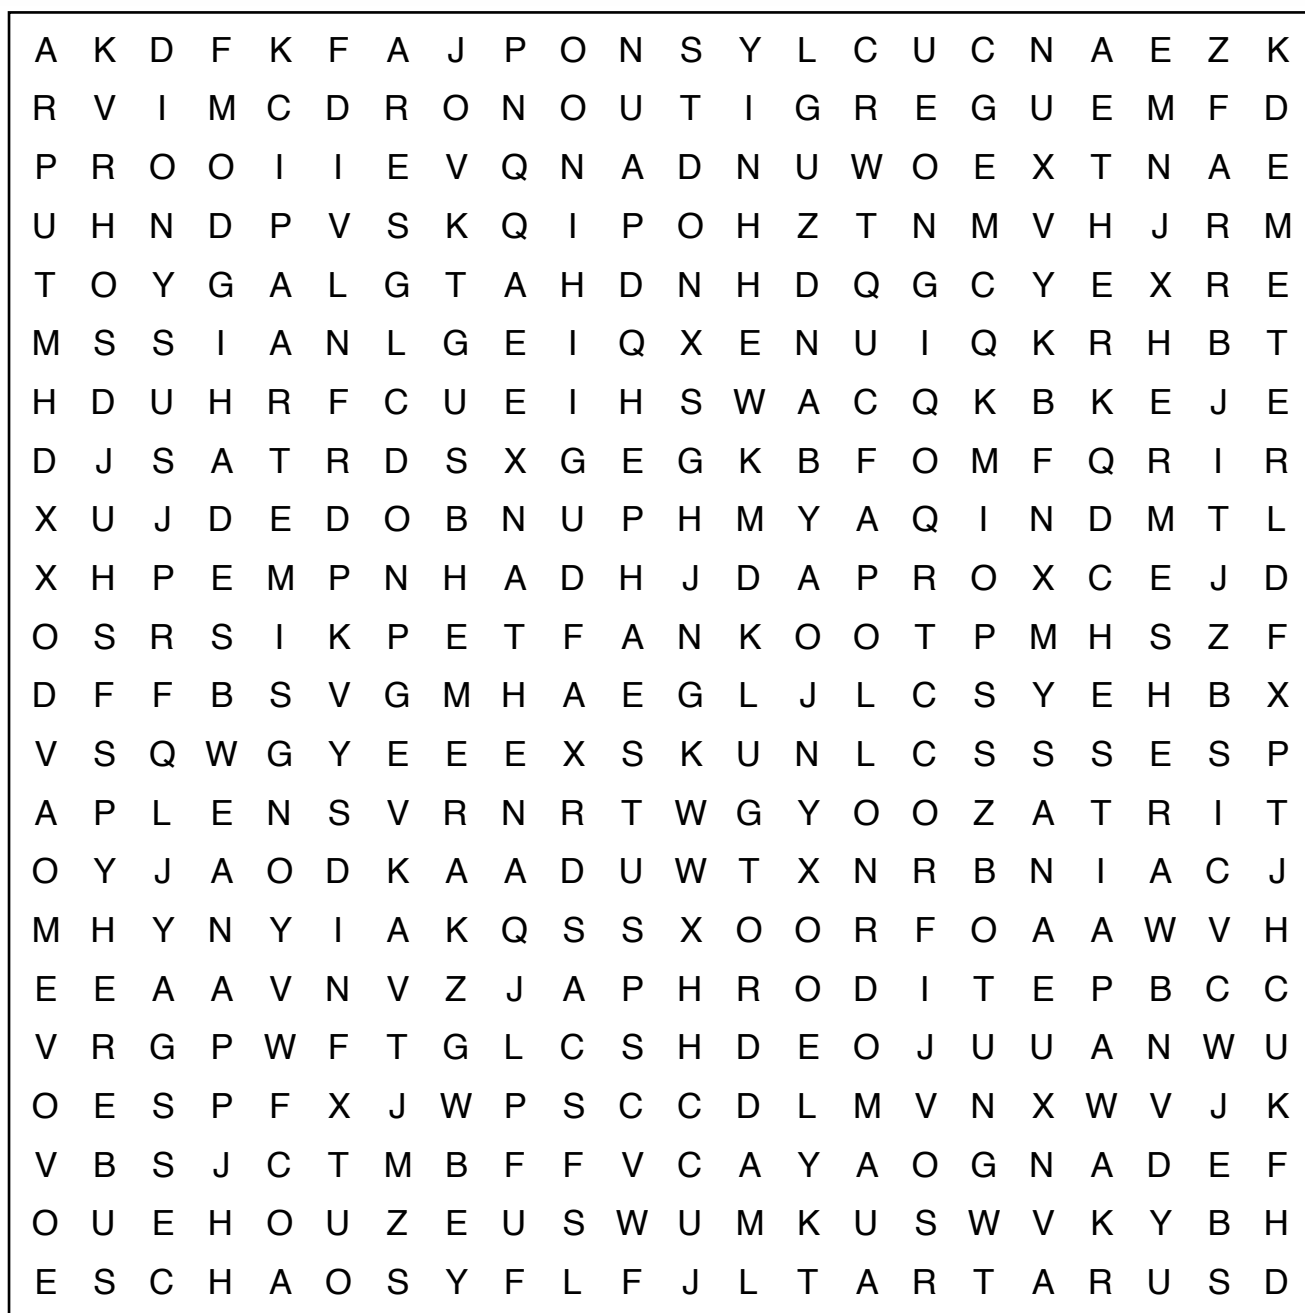 A K D F K F A J P O N S Y L C U C N A E Z K
R V I M C D R O N O U T I G R E G U E M F D
P R O O I I E V Q N A D N U W O E X T N A E
U H N D P V S K Q I P O H Z T N M V H J R M
T O Y G A L G T A H D N H D Q G C Y E X R E
M S S I A N L G E I Q X E N U I Q K R H B T
H D U H R F C U E I H S W A C Q K B K E J E
D J S A T R D S X G E G K B F O M F Q R I R
X U J D E D O B N U P H M Y A Q I N D M T L
X H P E M P N H A D H J D A P R O X C E J D
O S R S I K P E T F A N K O O T P M H S Z F
D F F B S V G M H A E G L J L C S Y E H B X
V S Q W G Y E E E X S K U N L C S S S E S P
A P L E N S V R N R T W G Y O O Z A T R I T
O Y J A O D K A A D U W T X N R B N I A C J
M H Y N Y I A K Q S S X O O R F O A A W V H
E E A A V N V Z J A P H R O D I T E P B C C
V R G P W F T G L C S H D E O J U U A N W U
O E S P F X J W P S C C D L M V N X W V J K
V B S J C T M B F F V C A Y A O G N A D E F
O U E H O U Z E U S W U M K U S W V K Y B H
E S C H A O S Y F L F J L T A R T A R U S D